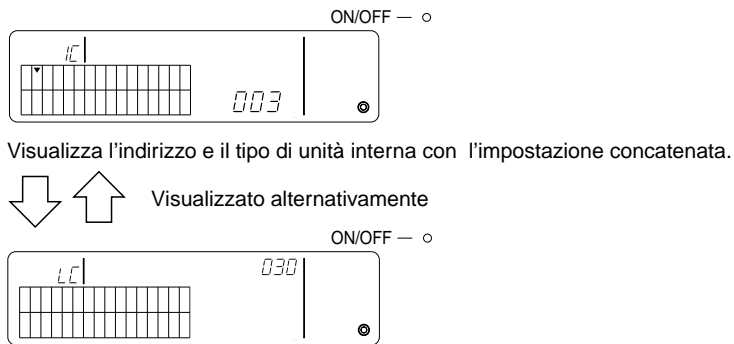 ON/OFF —
IC
003
Visualizza l'indirizzo e il tipo di unità interna con l'impostazione concatenata.
Visualizzato alternativamente
ON/OFF —
LC
030